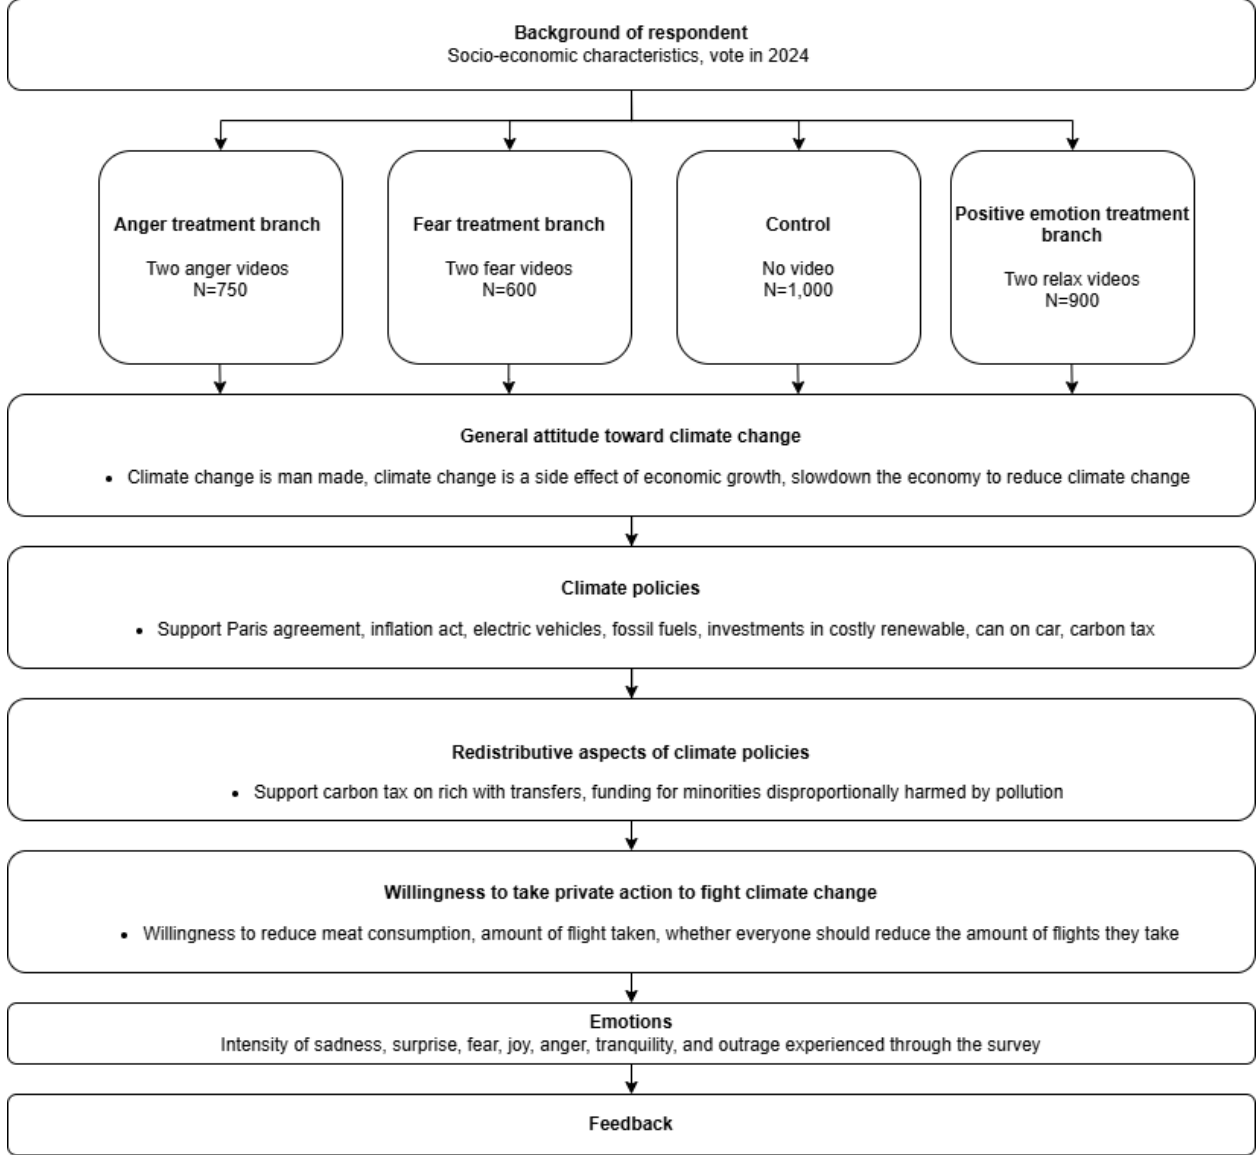 Background of respondent
Socio-economic characteristics, vote in 2024
Anger treatment branch
Two anger videos
N=750
Fear treatment branch
Two fear videos
N=600
Control
No video
N=1,000
Positive emotion treatment
branch
Two relax videos
N=900
General attitude toward climate change
• Climate change is man made, climate change is a side effect of economic growth, slowdown the economy to reduce climate change
Climate policies
• Support Paris agreement, inflation act, electric vehicles, fossil fuels, investments in costly renewable, can on car, carbon tax
Redistributive aspects of climate policies
• Support carbon tax on rich with transfers, funding for minorities disproportionally harmed by pollution
Willingness to take private action to fight climate change
• Willingness to reduce meat consumption, amount of flight taken, whether everyone should reduce the amount of flights they take
Emotions
Intensity of sadness, surprise, fear, joy, anger, tranquility, and outrage experienced through the survey
Feedback